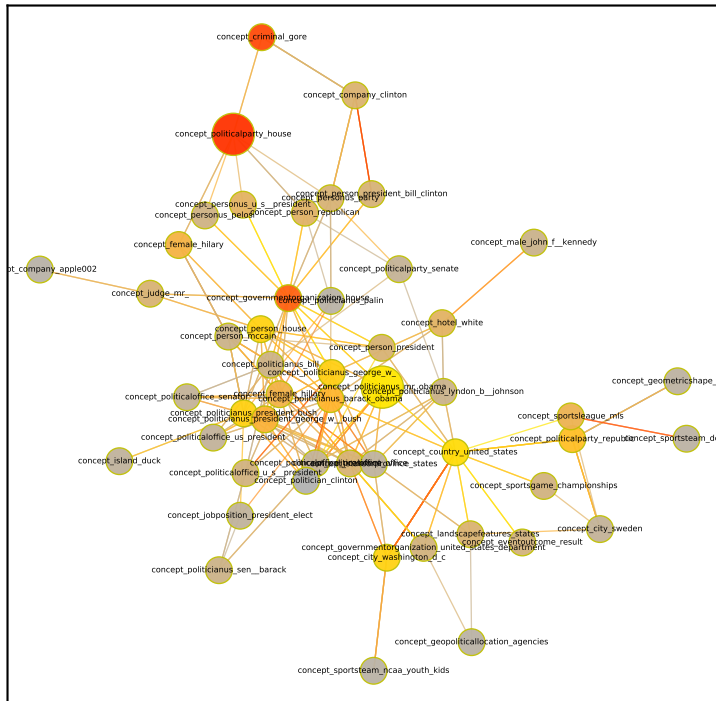 concept_criminal_gore
concept_company_clinton
concept_politicalparty_house
concept_person_president_bill_clinton
concept_personus_party
concept_personus_u_s__president
concept_person_republican
concept_personus_pelosi
concept_female_hilary
concept_male_john_f__kennedy
pt_company_apple002
concept_politicalparty_senate
concept_judge_mr_
concept_governmentorganization_house
concept_politicianus_palin
concept_hotel_white
concept_person_house
concept_person_mccain
concept_person_president
concept_politicianus_bill
concept_politicianus_george_w_
concept_geometricshape_
concept_politicianus_mr_obama
concept_politicianus_lyndon_b__johnson
concept_politicaloffice_senator
concept_female_hillary
concept_politicianus_barack_obama
concept_politicianus_president_bush
concept_sportsleague_mls
concept_politicianus_president_george_w__bush
concept_politicaloffice_us_president
concept_politicalparty_republic
concept_sportsteam_de
concept_country_united_states
concept_island_duck
concept_politicaloffice_u_s__president
concept_politician_clinton
concept_sportsgame_championships
concept_jobposition_president_elect
concept_city_sweden
concept_landscapefeatures_states
concept_eventoutcome_result
concept_governmentorganization_united_states_department
concept_city_washington_d_c
concept_politicianus_sen__barack
concept_geopoliticallocation_agencies
concept_sportsteam_ncaa_youth_kids